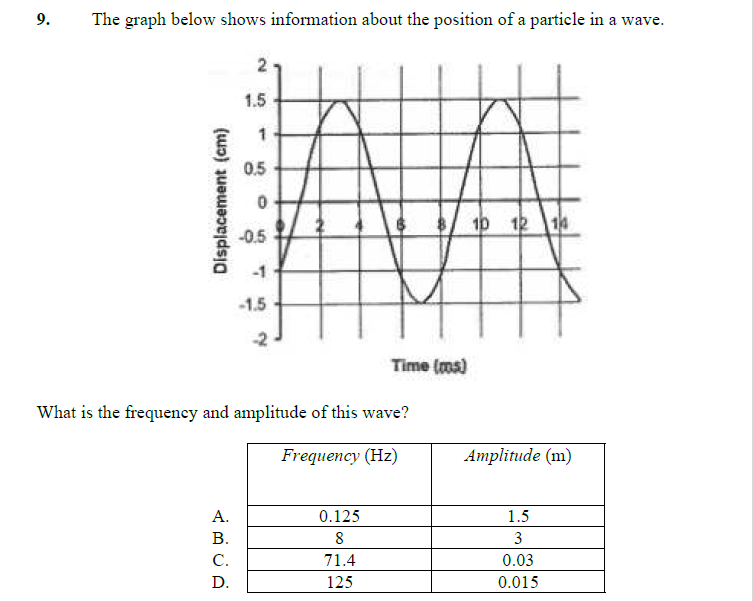 9. The graph below shows information about the position of a particle in a wave.
2
1.5
1
0.5
0
-0.5
-1
-1.5
-2
Displacement (cm)
0 2 4 6 8 10 12 14
Time (ms)
What is the frequency and amplitude of this wave?
Frequency (Hz) Amplitude (m)
A. 0.125 1.5
B. 8 3
C. 71.4 0.03
D. 125 0.015